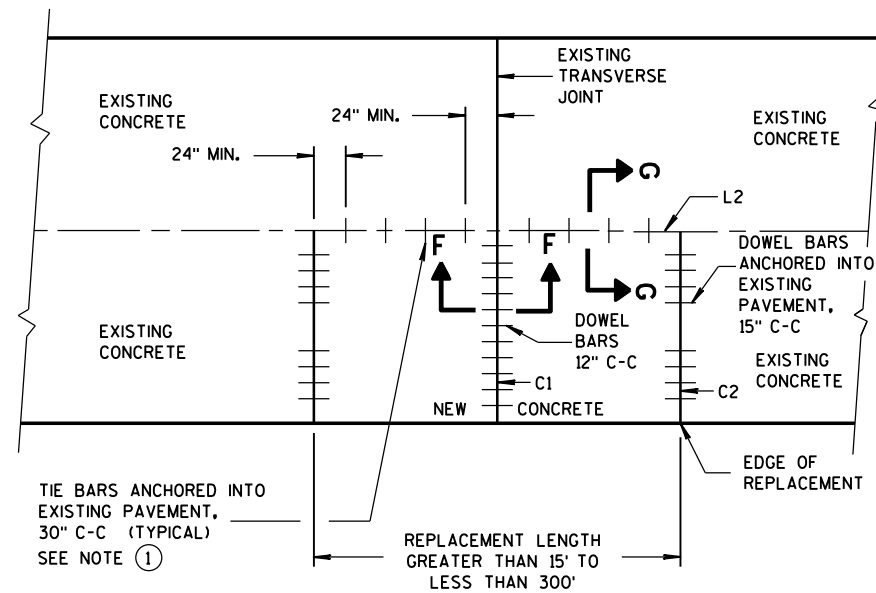 EXISTING
TRANSVERSE
JOINT
EXISTING
CONCRETE
24" MIN.
EXISTING
CONCRETE
24" MIN.
G
L2
F
F
DOWEL BARS
ANCHORED INTO
EXISTING
PAVEMENT,
15" C-C
G
EXISTING
CONCRETE
DOWEL
BARS
12" C-C
EXISTING
CONCRETE
C1
C2
NEW
CONCRETE
EDGE OF
REPLACEMENT
TIE BARS ANCHORED INTO
EXISTING PAVEMENT,
30" C-C (TYPICAL)
SEE NOTE 1
REPLACEMENT LENGTH
GREATER THAN 15' TO
LESS THAN 300'